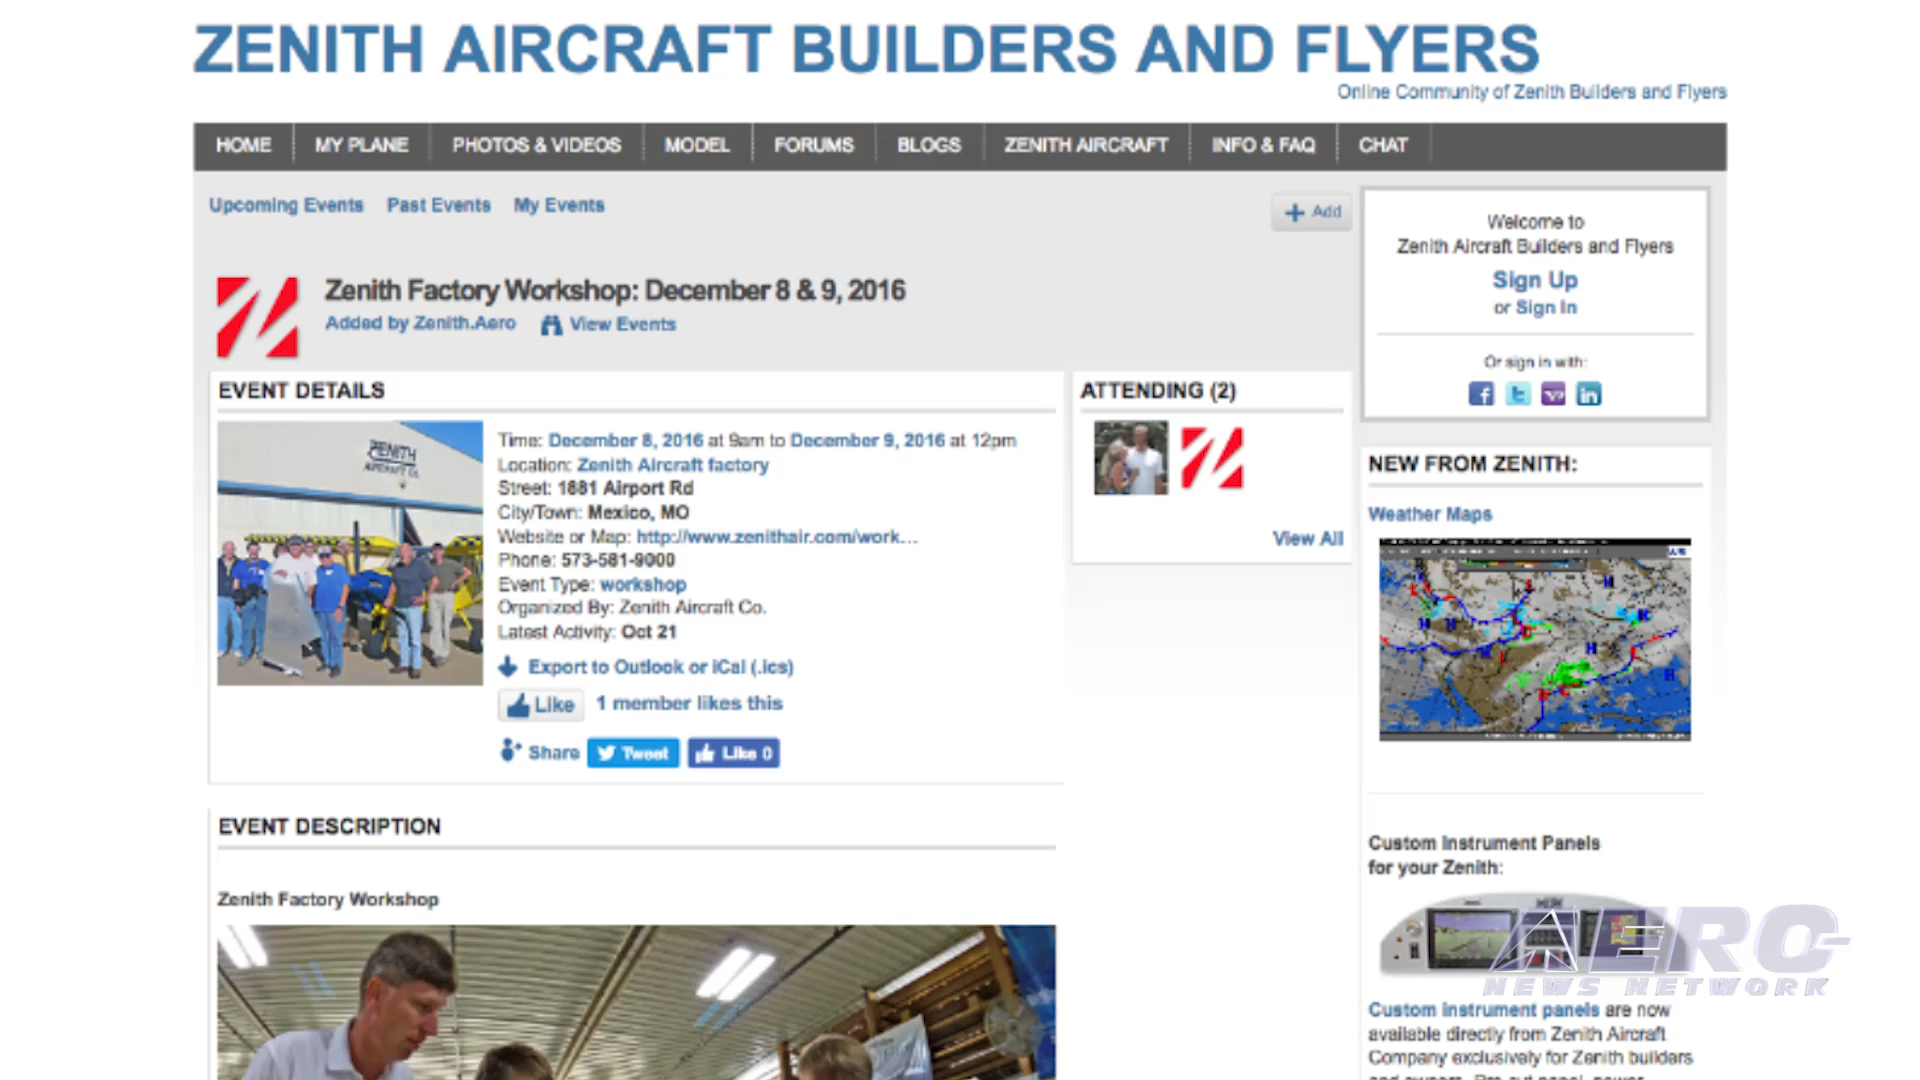 ZENITH AIRCRAFT BUILDERS AND FLYERS
Online Community of Zenith Builders and Flyers
HOME MY PLANE PHOTOS & VIDEOS MODEL FORUMS BLOGS ZENITH AIRCRAFT INFO & FAQ CHAT
Upcoming Events Past Events My Events
Add
Zenith Factory Workshop: December 8 & 9, 2016
Added by Zenith.Aero View Events
EVENT DETAILS
ZENITH
AIRCRAFT CO.
Time: December 8, 2016 at 9am to December 9, 2016 at 12pm
Location: Zenith Aircraft factory
Street: 1881 Airport Rd
City/Town: Mexico, MO
Website or Map: http://www.zenithair.com/work...
Phone: 573-581-9000
Event Type: workshop
Organized By: Zenith Aircraft Co.
Latest Activity: Oct 21
Export to Outlook or iCal (.ics)
Like 1 member likes this
Share Tweet Like 0
EVENT DESCRIPTION
Zenith Factory Workshop
ATTENDING (2)
View All
Welcome to
Zenith Aircraft Builders and Flyers
Sign Up
or Sign In
Or sign in with:
NEW FROM ZENITH:
Weather Maps
Custom Instrument Panels
for your Zenith:
AERO-
NEWS NETWORK
Custom instrument panels are now
available directly from Zenith Aircraft
Company exclusively for Zenith builders